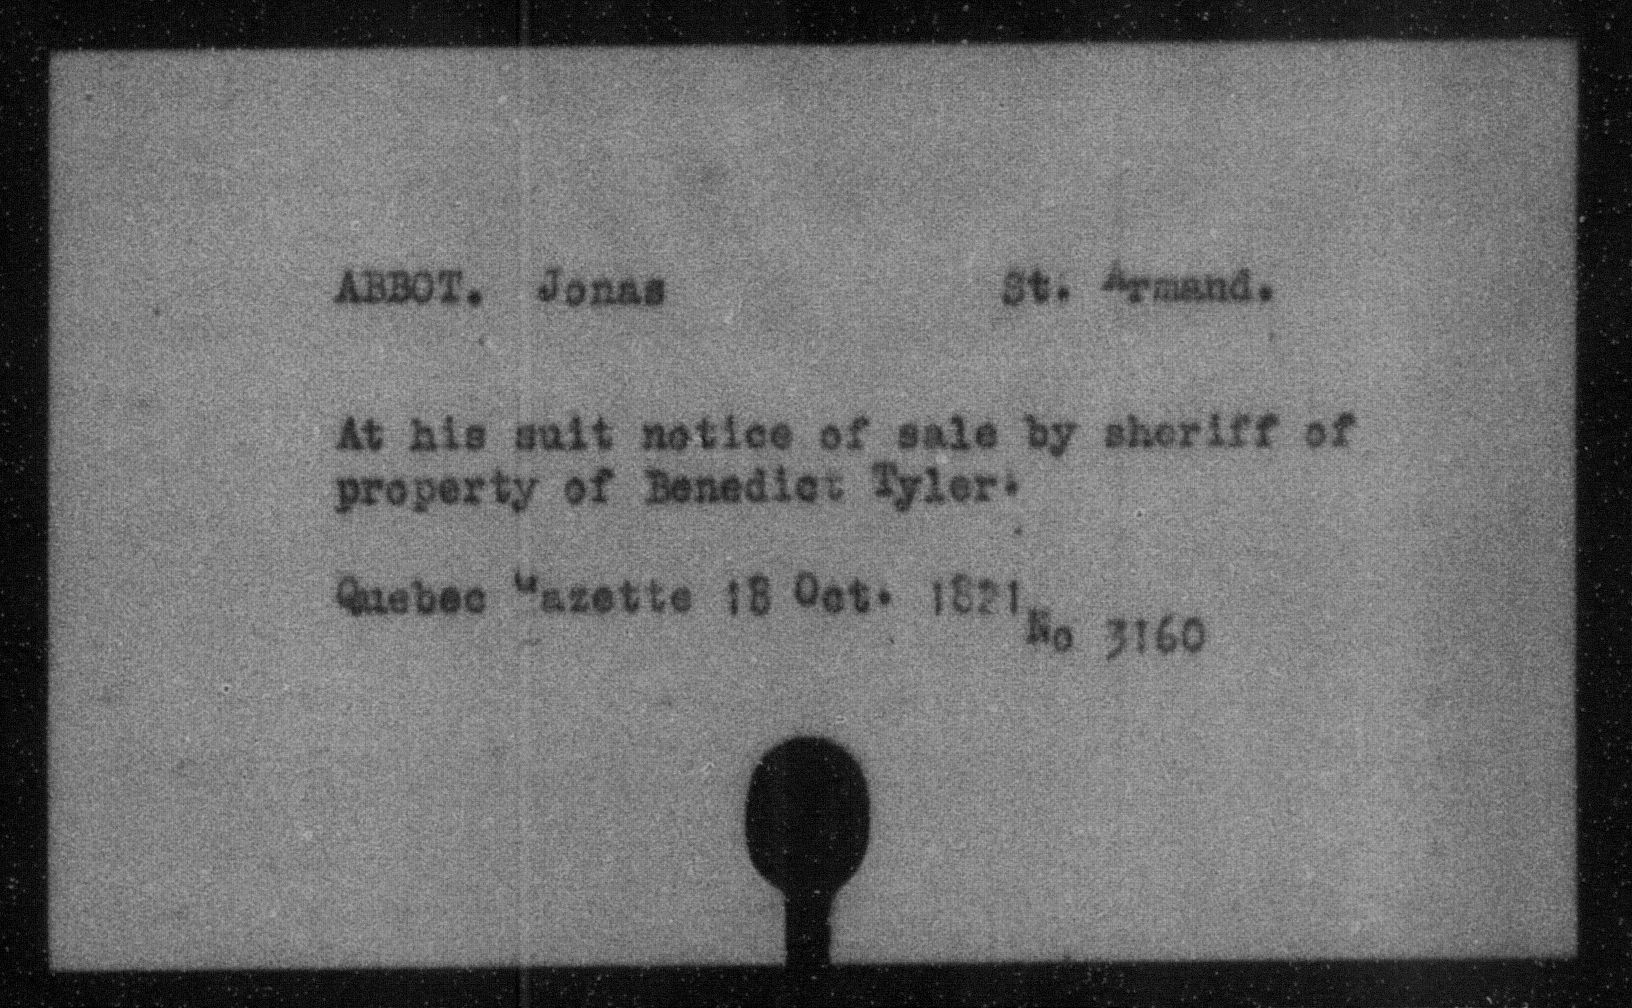 ABBOT. Jonas St. Armand.
At his suit notice of sale by sheriff of
property of Benedict Tyler.
Quebec Gazette 18 Oct. 1821
No 3160